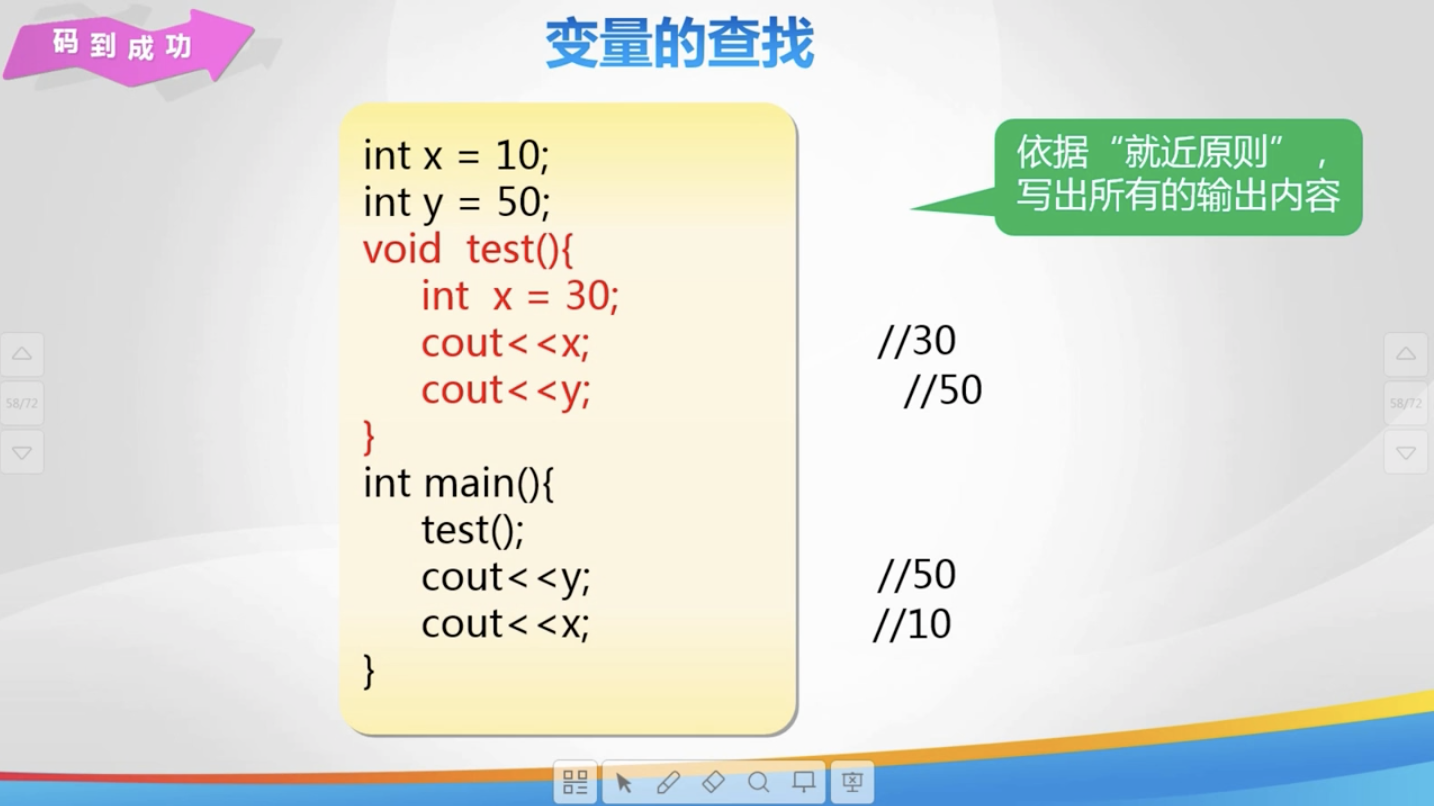 码到成功
变量的查找
int x = 10;
int y = 50;
void  test(){
int  x = 30;
cout<<x;
cout<<y;
}
int main(){
test();
cout<<y;
cout<<x;
}
依据“就近原则”,
写出所有的输出内容
//30
//50
//50
//10
58/72
58/72